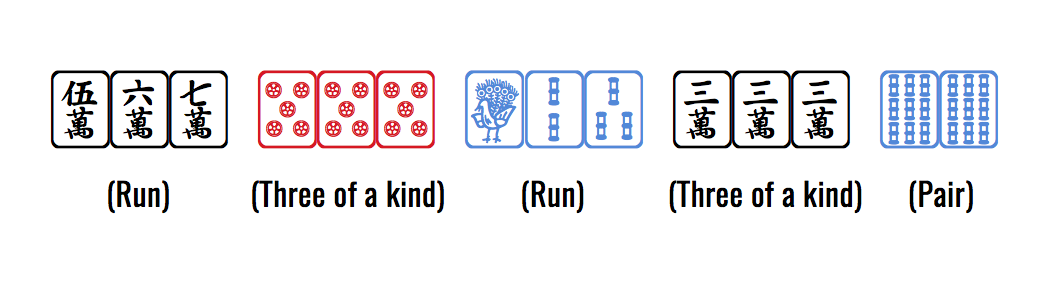 伍萬 六萬 七萬 三萬 三萬 三萬
(Run) (Three of a kind) (Run) (Three of a kind) (Pair)